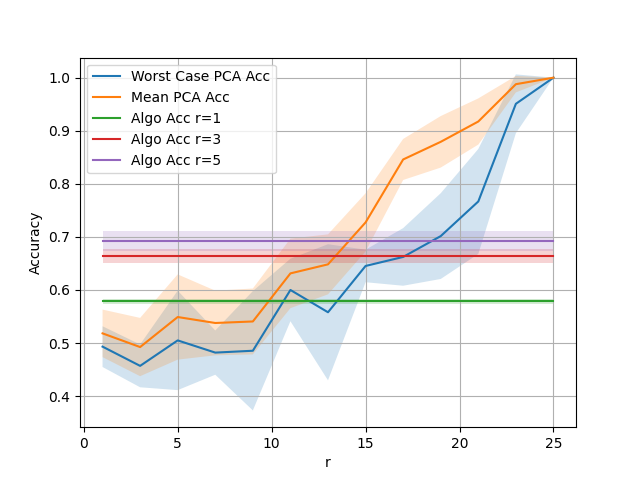 Worst Case PCA Acc
Mean PCA Acc
Algo Acc r=1
Algo Acc r=3
Algo Acc r=5
1.0
0.9
0.8
0.7
0.6
0.5
0.4
Accuracy
0 5 10 15 20 25
r